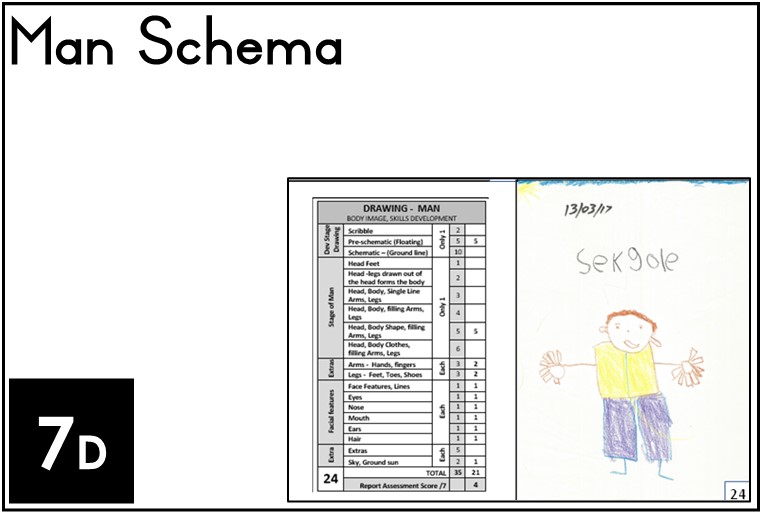 Man Schema
DRAWING - MAN
BODY IMAGE, SKILLS DEVELOPMENT
Dev Stage Drawing
Only 1
Scribble 2
Pre-schematic (Floating) 5 5
Schematic – (Ground line) 10
Stage of Man
Only 1
Head Feet 1
Head -legs drawn out of
the head forms the body 2
Head, Body, Single Line
Arms, Legs 3
Head, Body, filling Arms,
Legs 4
Head, Body Shape, filling
Arms, Legs 5 5
Head, Body Clothes,
filling Arms, Legs 6
Extras
Each
Arms - Hands, fingers 3 2
Legs - Feet, Toes, Shoes 3 2
Facial features
Each
Face Features, Lines 1 1
Eyes 1 1
Nose 1 1
Mouth 1 1
Ears 1 1
Hair 1 1
Extra
Each
Extras 5
Sky, Ground sun 2 1
24
TOTAL 35 21
Report Assessment Score /7 4
13/03/17
Sekgole
24
7D